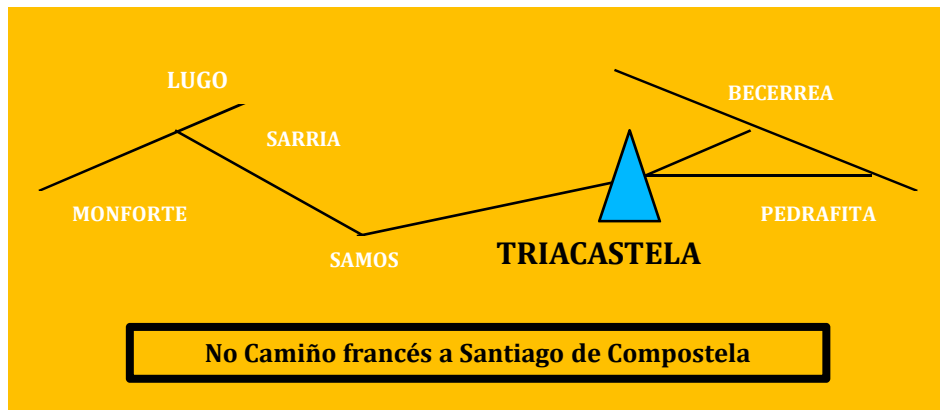 LUGO
BECERREA
SARRIA
MONFORTE
PEDRAFITA
SAMOS
TRIACASTELA
No Camiño francés a Santiago de Compostela